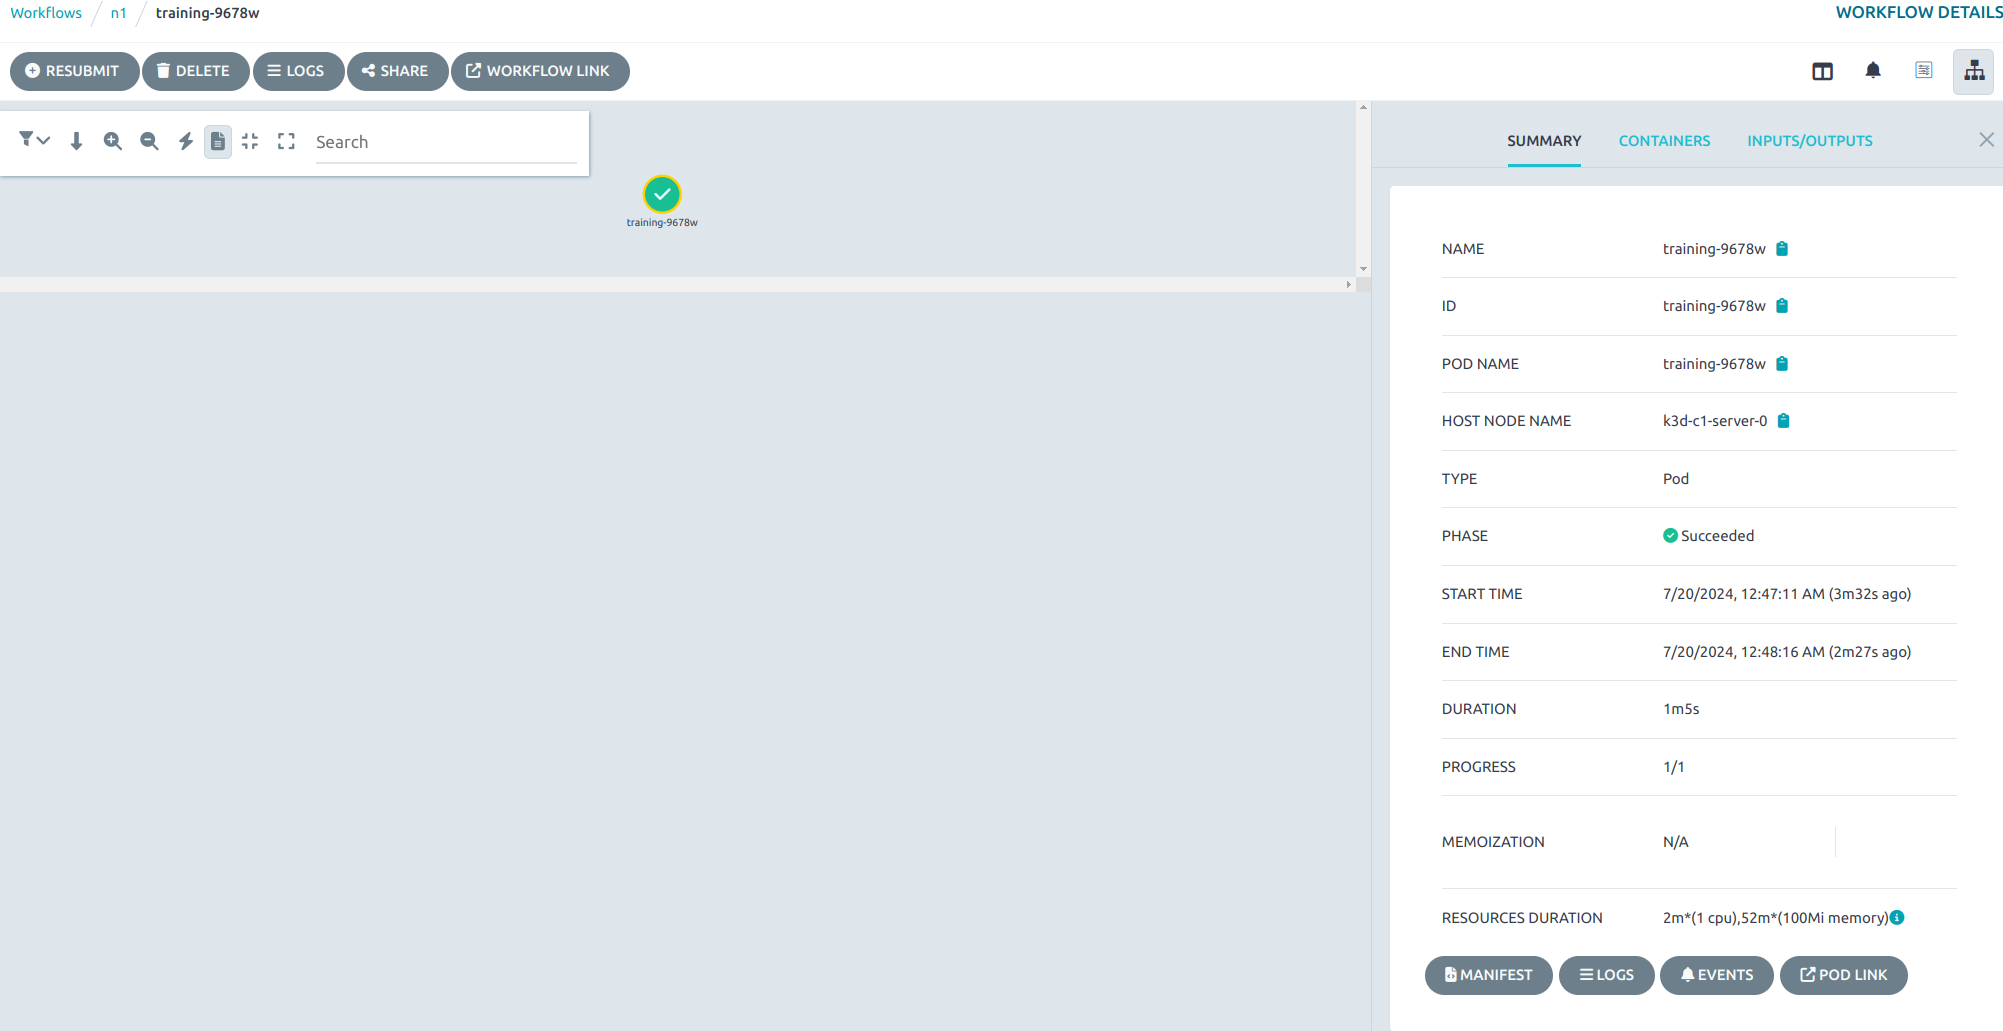 Workflows / n1 / training-9678w
WORKFLOW DETAILS
RESUBMIT DELETE LOGS SHARE WORKFLOW LINK
Search
training-9678w
SUMMARY CONTAINERS INPUTS/OUTPUTS
NAME training-9678w
ID training-9678w
POD NAME training-9678w
HOST NODE NAME k3d-c1-server-0
TYPE Pod
PHASE Succeeded
START TIME 7/20/2024, 12:47:11 AM (3m32s ago)
END TIME 7/20/2024, 12:48:16 AM (2m27s ago)
DURATION 1m5s
PROGRESS 1/1
MEMOIZATION N/A
RESOURCES DURATION 2m*(1 cpu),52m*(100Mi memory)
MANIFEST LOGS EVENTS POD LINK